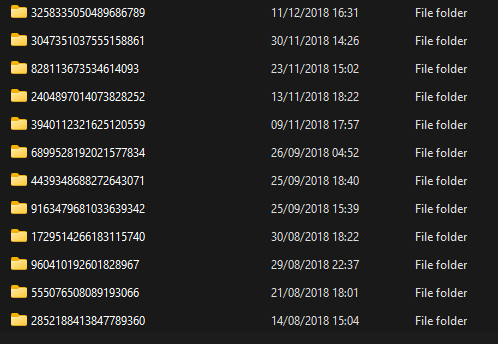 3258335050489686789 11/12/2018 16:31 File folder
3047351037555158861 30/11/2018 14:26 File folder
828113673534614093 23/11/2018 15:02 File folder
2404897014073828252 13/11/2018 18:22 File folder
3940112321625120559 09/11/2018 17:57 File folder
6899528192021577834 26/09/2018 04:52 File folder
4439348688272643071 25/09/2018 18:40 File folder
9163479681033639342 25/09/2018 15:39 File folder
1729514266183115740 30/08/2018 18:22 File folder
960410192601828967 29/08/2018 22:37 File folder
555076508089193066 21/08/2018 18:01 File folder
2852188413847789360 14/08/2018 15:04 File folder